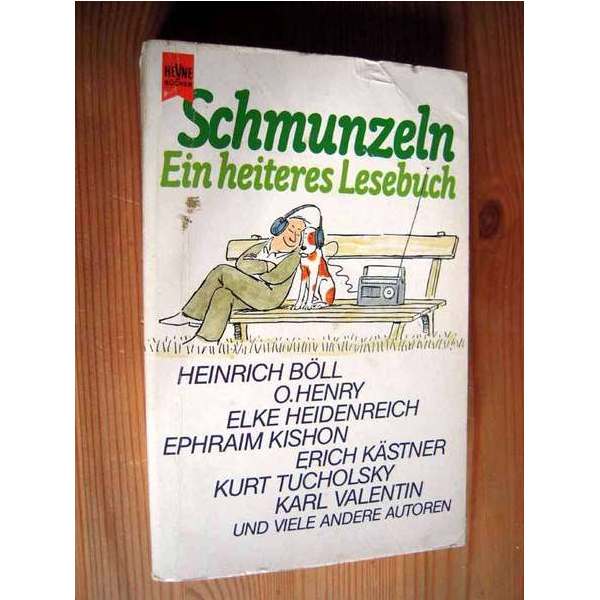 HEYNE
BÜCHER
Schmunzeln
Ein heiteres Lesebuch
HEINRICH BÖLL
O.HENRY
ELKE HEIDENREICH
EPHRAIM KISHON
ERICH KÄSTNER
KURT TUCHOLSKY
KARL VALENTIN
UND VIELE ANDERE AUTOREN